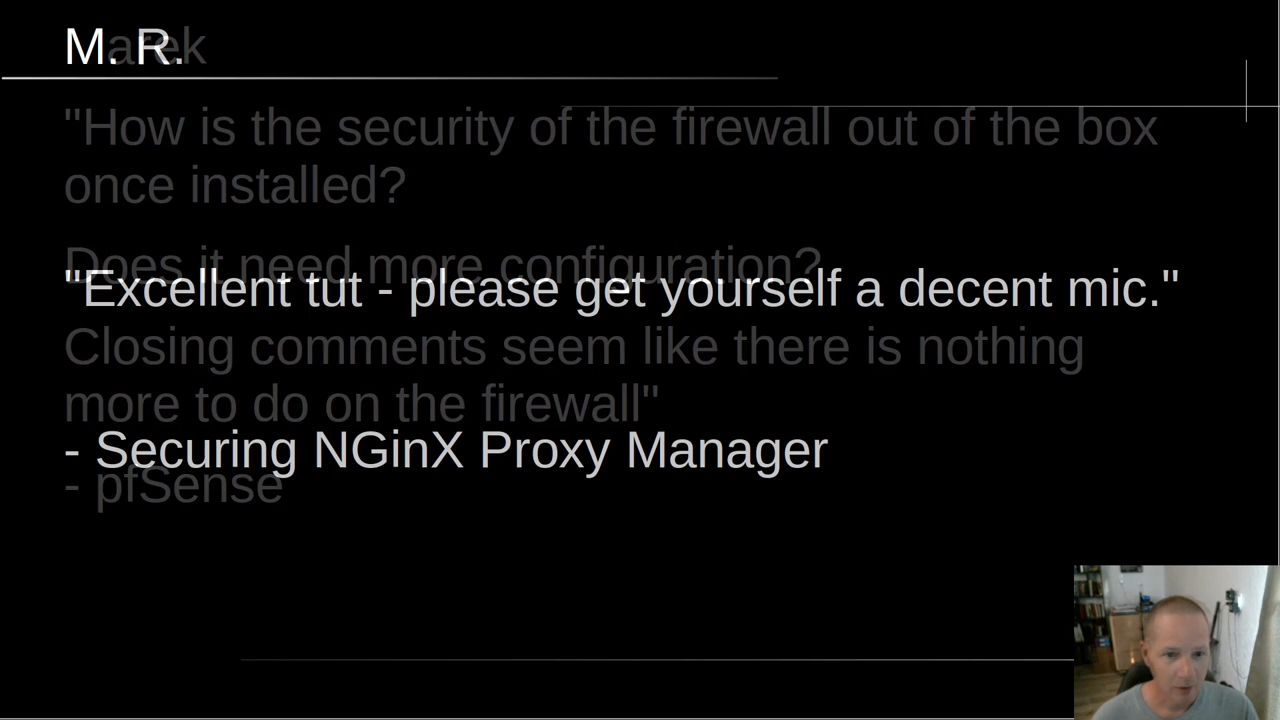 M. R.
Marek
"How is the security of the firewall out of the box
once installed?
Does it need more configuration?
"Excellent tut - please get yourself a decent mic."
Closing comments seem like there is nothing
more to do on the firewall"
- Securing NGinX Proxy Manager
- pfSense